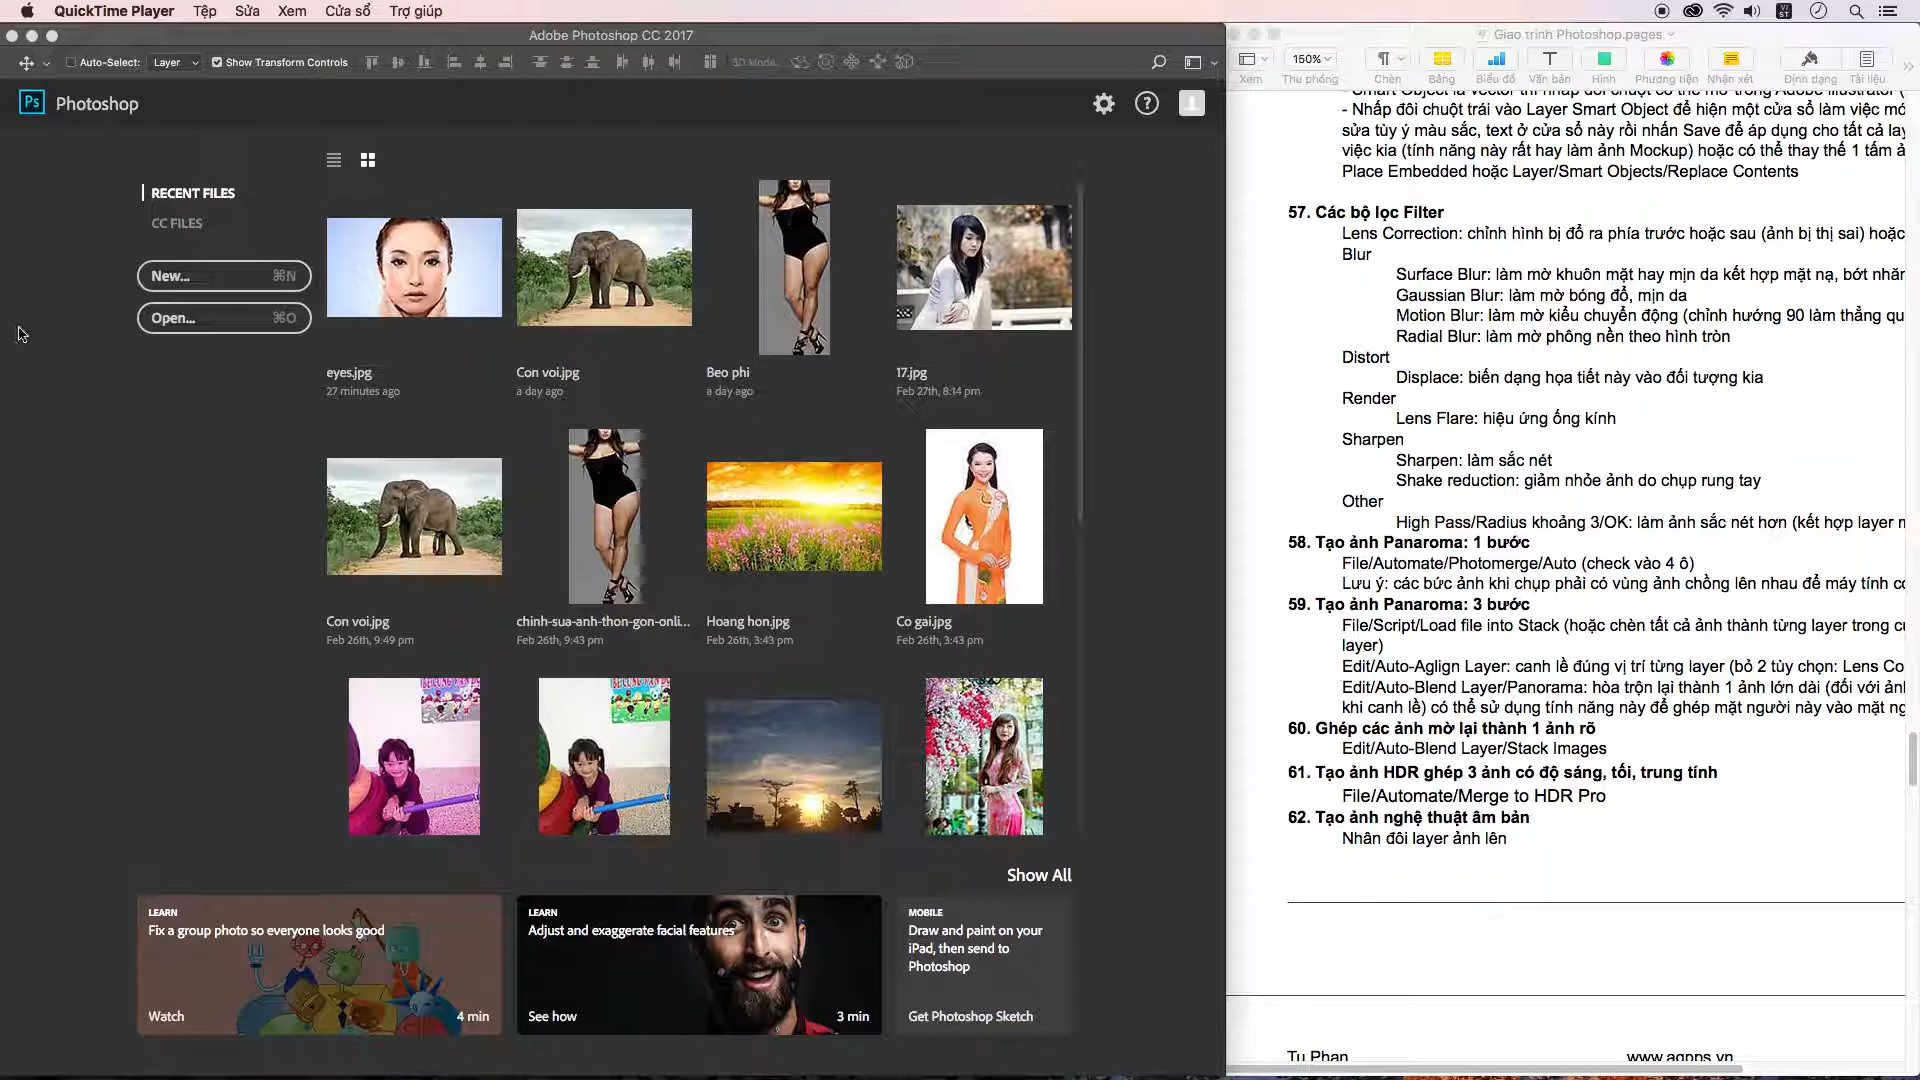 QuickTime Player Tệp Sửa Xem Cửa sổ Trợ giúp
Adobe Photoshop CC 2017
Auto-Select: Layer Show Transform Controls 3D Mode:
Ps Photoshop
RECENT FILES
CC FILES
New... ⌘N
Open... ⌘O
eyes.jpg
27 minutes ago
Con voi.jpg
a day ago
Beo phi
a day ago
17.jpg
Feb 27th, 8:14 pm
Con voi.jpg
Feb 26th, 9:49 pm
chinh-sua-anh-thon-gon-onli...
Feb 26th, 9:43 pm
Hoang hon.jpg
Feb 26th, 3:43 pm
Co gai.jpg
Feb 26th, 3:43 pm
Show All
LEARN
Fix a group photo so everyone looks good
Watch 4 min
LEARN
Adjust and exaggerate facial features
See how 3 min
MOBILE
Draw and paint on your
iPad, then send to
Photoshop
Get Photoshop Sketch
Giao trinh Photoshop.pages
150%
Xem Thu phóng Chèn Bảng Biểu đồ Văn bản Hình Phương tiện Nhận xét Định dạng Tài liệu
- Smart Object là vector thì nhấp đôi chuột có thể mở trong Adobe Illustrator (
- Nhấp đôi chuột trái vào Layer Smart Object để hiện một cửa sổ làm việc mớ
sửa tùy ý màu sắc, text ở cửa sổ này rồi nhấn Save để áp dụng cho tất cả lay
việc kia (tính năng này rất hay làm ảnh Mockup) hoặc có thể thay thế 1 tấm ả
Place Embedded hoặc Layer/Smart Objects/Replace Contents
57. Các bộ lọc Filter
Lens Correction: chỉnh hình bị đổ ra phía trước hoặc sau (ảnh bị thị sai) hoặc
Blur
Surface Blur: làm mờ khuôn mặt hay mịn da kết hợp mặt nạ, bớt nhăn
Gaussian Blur: làm mờ bóng đổ, mịn da
Motion Blur: làm mờ kiểu chuyển động (chỉnh hướng 90 làm thẳng qu
Radial Blur: làm mờ phông nền theo hình tròn
Distort
Displace: biến dạng họa tiết này vào đối tượng kia
Render
Lens Flare: hiệu ứng ống kính
Sharpen
Sharpen: làm sắc nét
Shake reduction: giảm nhỏe ảnh do chụp rung tay
Other
High Pass/Radius khoảng 3/OK: làm ảnh sắc nét hơn (kết hợp layer m
58. Tạo ảnh Panaroma: 1 bước
File/Automate/Photomerge/Auto (check vào 4 ô)
Lưu ý: các bức ảnh khi chụp phải có vùng ảnh chồng lên nhau để máy tính có
59. Tạo ảnh Panaroma: 3 bước
File/Script/Load file into Stack (hoặc chèn tất cả ảnh thành từng layer trong cù
layer)
Edit/Auto-Aglign Layer: canh lề đúng vị trí từng layer (bỏ 2 tùy chọn: Lens Co
Edit/Auto-Blend Layer/Panorama: hòa trộn lại thành 1 ảnh lớn dài (đối với ảnh
khi canh lề) có thể sử dụng tính năng này để ghép mặt người này vào mặt ng
60. Ghép các ảnh mờ lại thành 1 ảnh rõ
Edit/Auto-Blend Layer/Stack Images
61. Tạo ảnh HDR ghép 3 ảnh có độ sáng, tối, trung tính
File/Automate/Merge to HDR Pro
62. Tạo ảnh nghệ thuật âm bản
Nhân đôi layer ảnh lên
Tu Phan www.agpps.vn